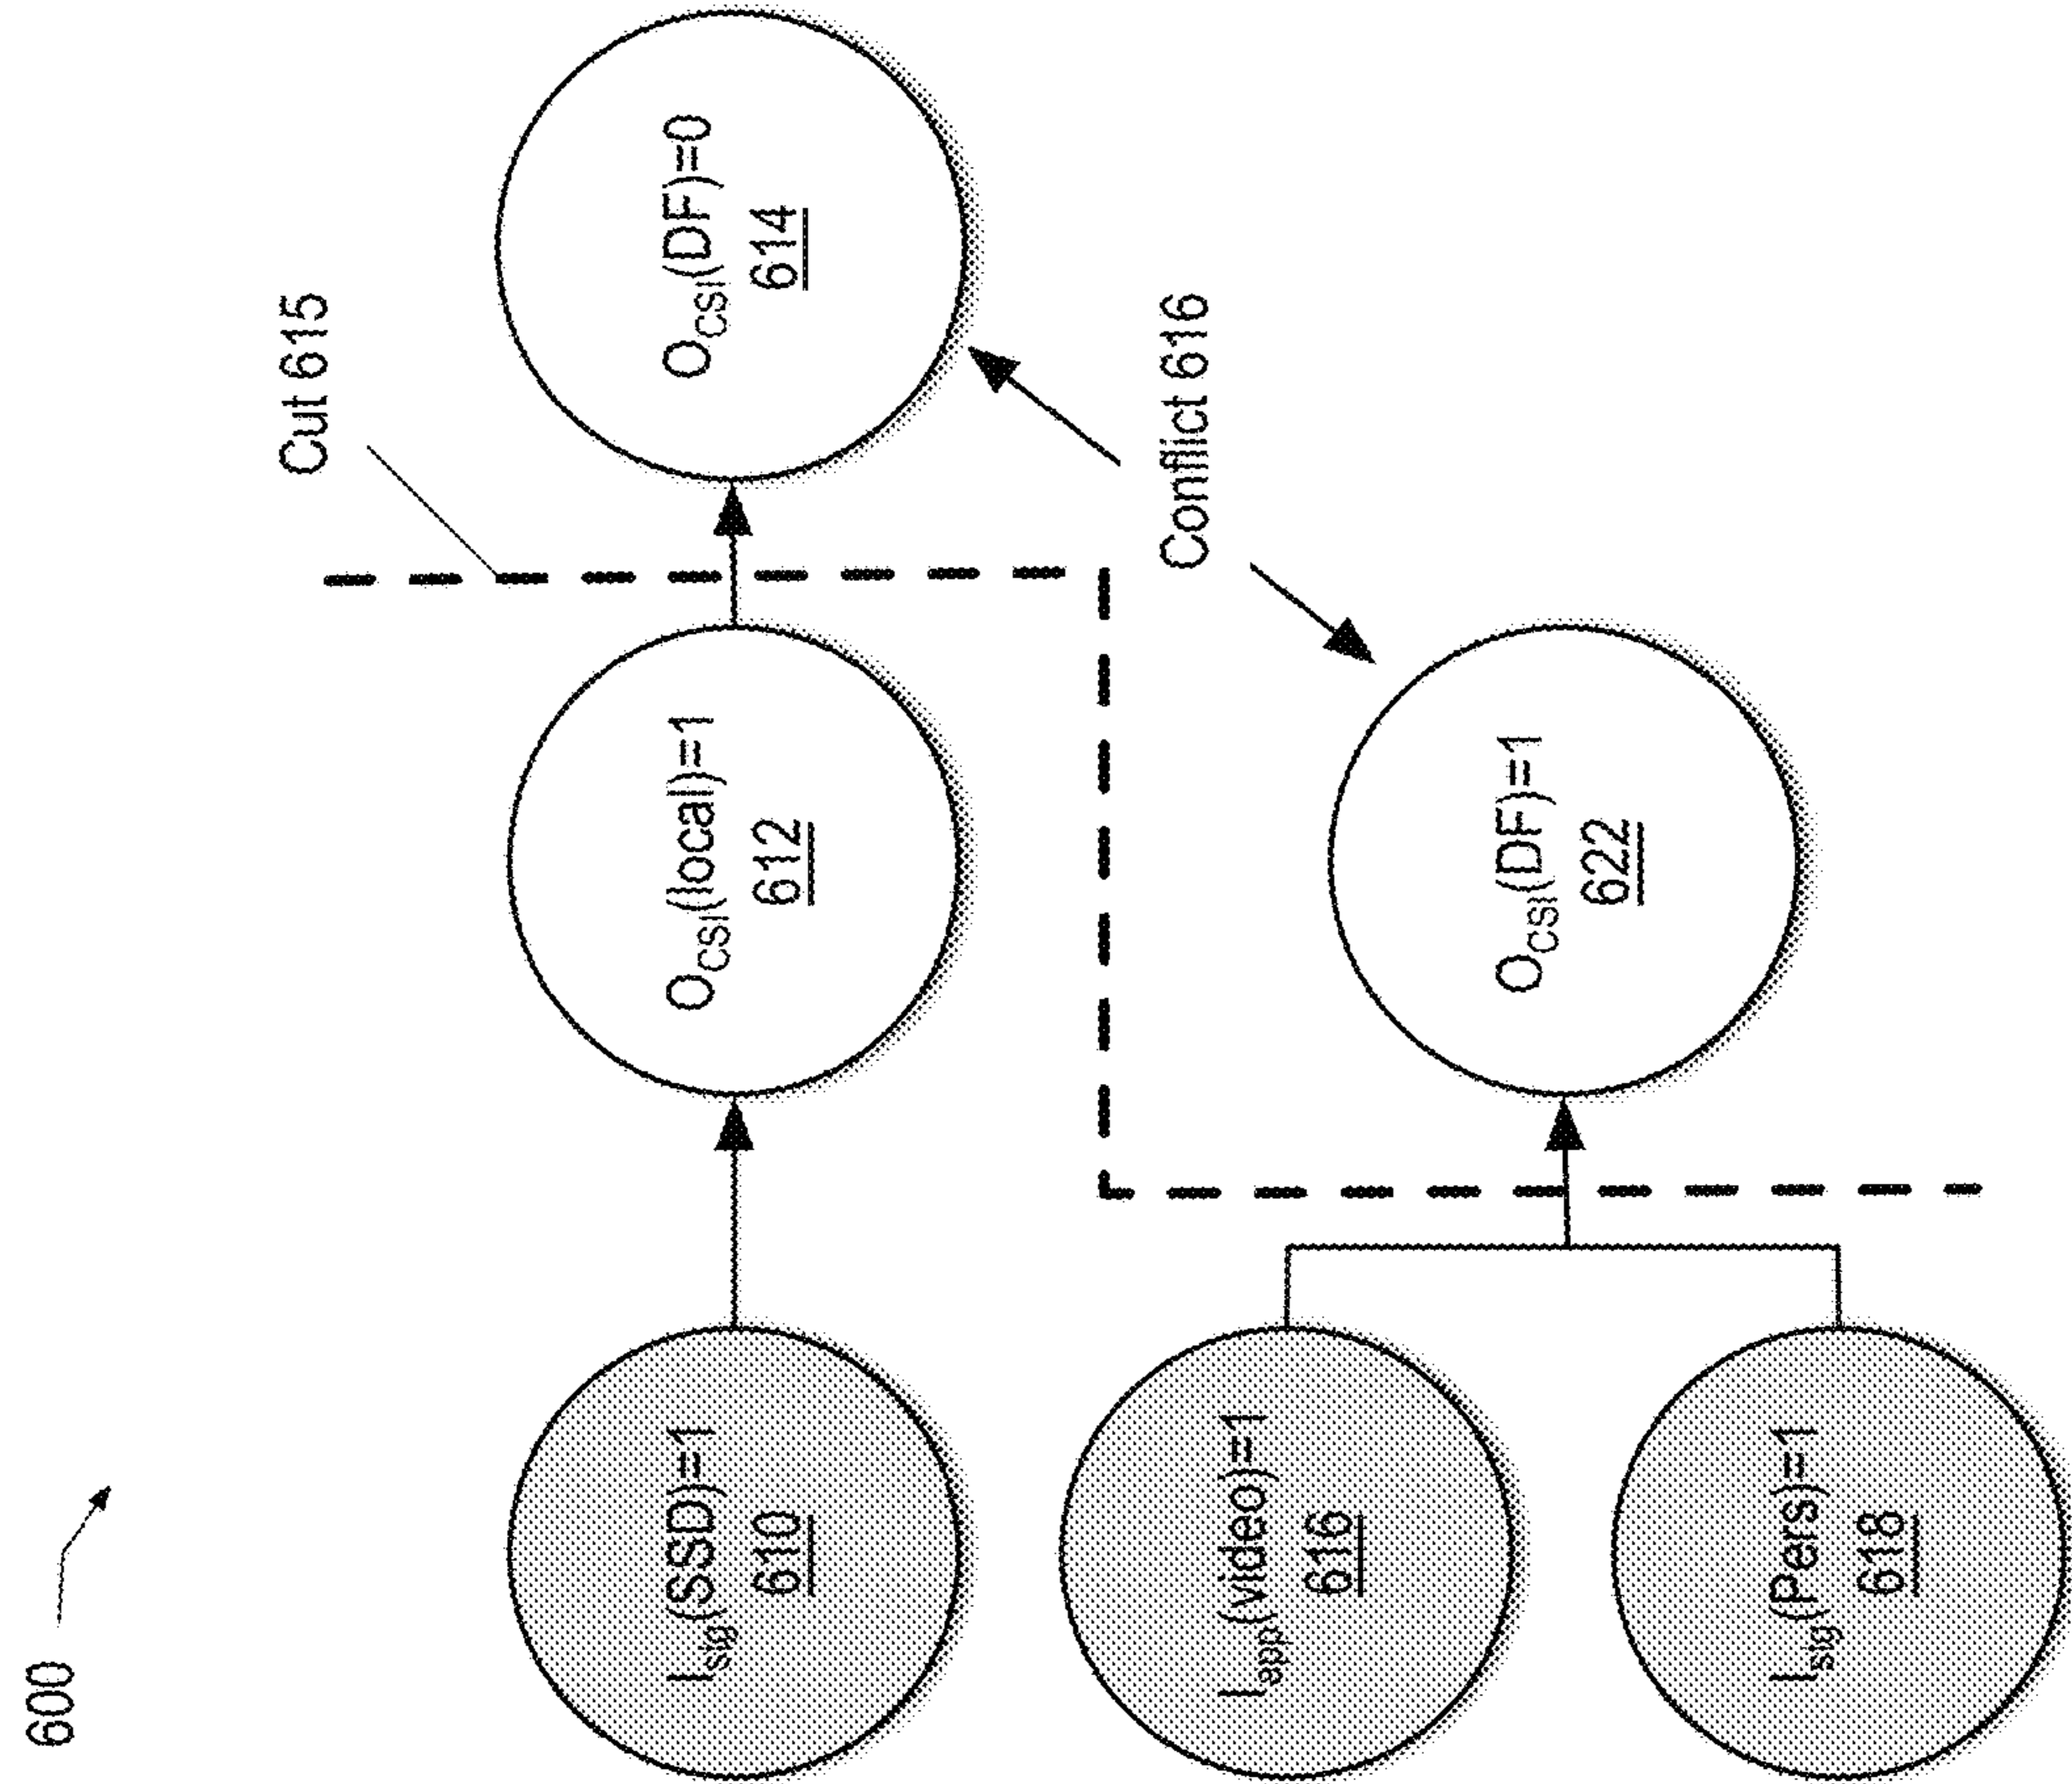 600
I_stg(SSD)=1
610
O_CSI(local)=1
612
Cut 615
O_CSI(DF)=0
614
I_app(video)=1
616
O_CSI(DF)=1
622
Conflict 616
I_stg(Pers)=1
618